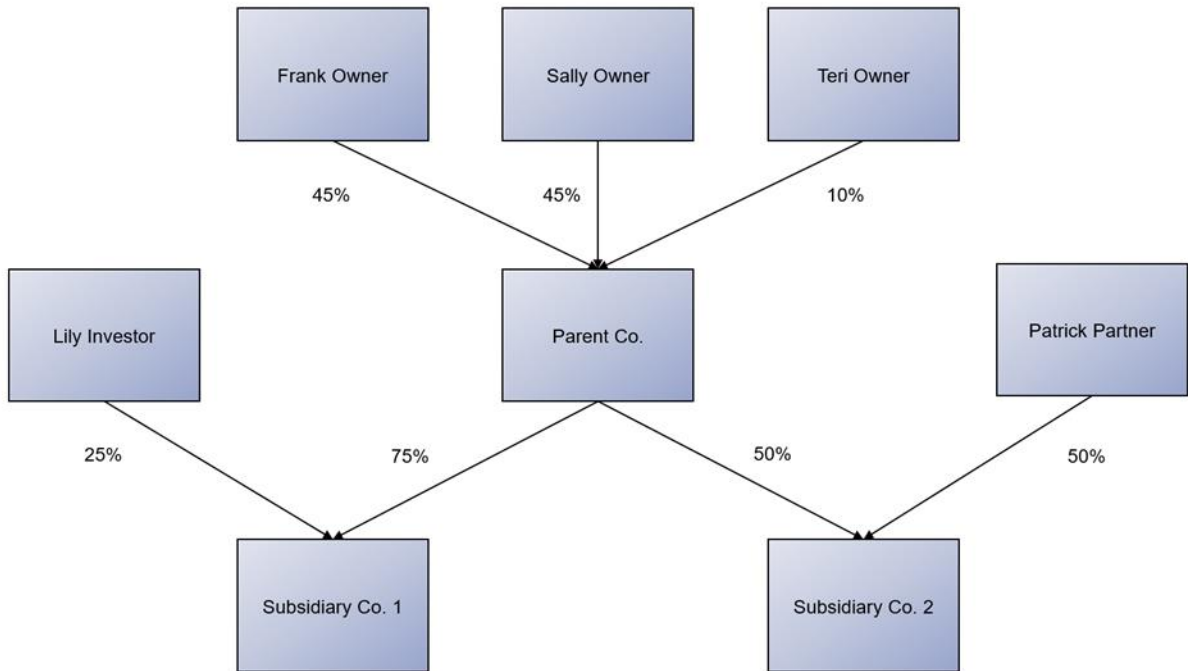 Frank Owner
Sally Owner
Teri Owner
45%
45%
10%
Lily Investor
Parent Co.
Patrick Partner
25%
75%
50%
50%
Subsidiary Co. 1
Subsidiary Co. 2